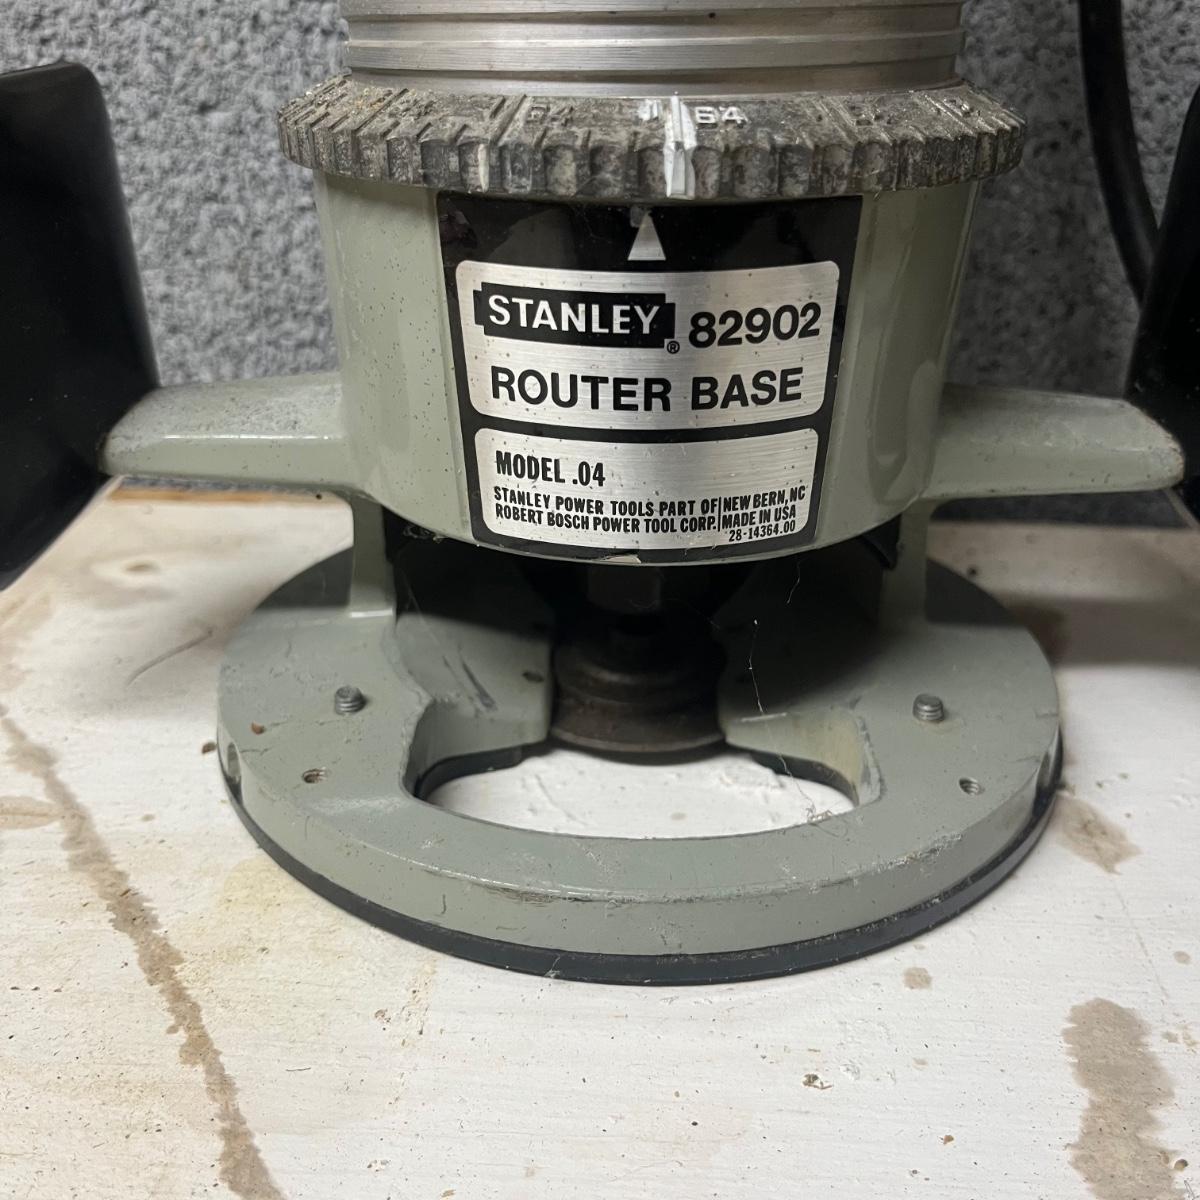 64
STANLEY® 82902
ROUTER BASE
MODEL .04
STANLEY POWER TOOLS PART OF
ROBERT BOSCH POWER TOOL CORP.
NEW BERN, NC
MADE IN USA
28-14364.00